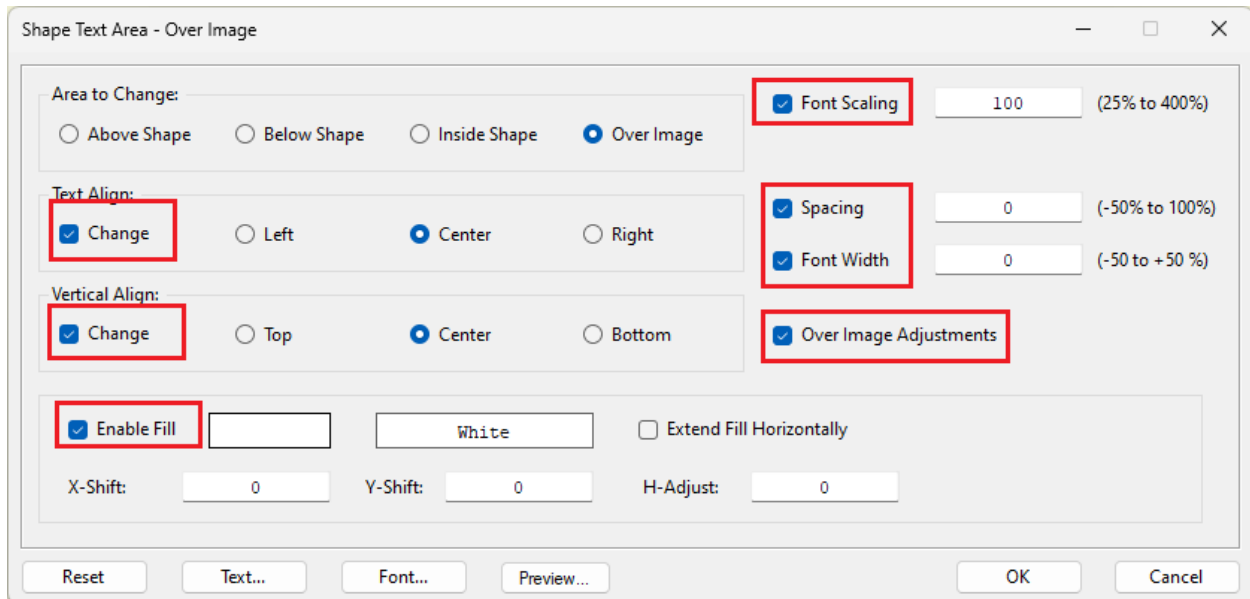 Shape Text Area - Over Image
Area to Change:
Above Shape Below Shape Inside Shape Over Image
Font Scaling 100 (25% to 400%)
Text Align:
Change Left Center Right
Spacing 0 (-50% to 100%)
Font Width 0 (-50 to +50 %)
Vertical Align:
Change Top Center Bottom
Over Image Adjustments
Enable Fill White Extend Fill Horizontally
X-Shift: 0 Y-Shift: 0 H-Adjust: 0
Reset Text... Font... Preview... OK Cancel